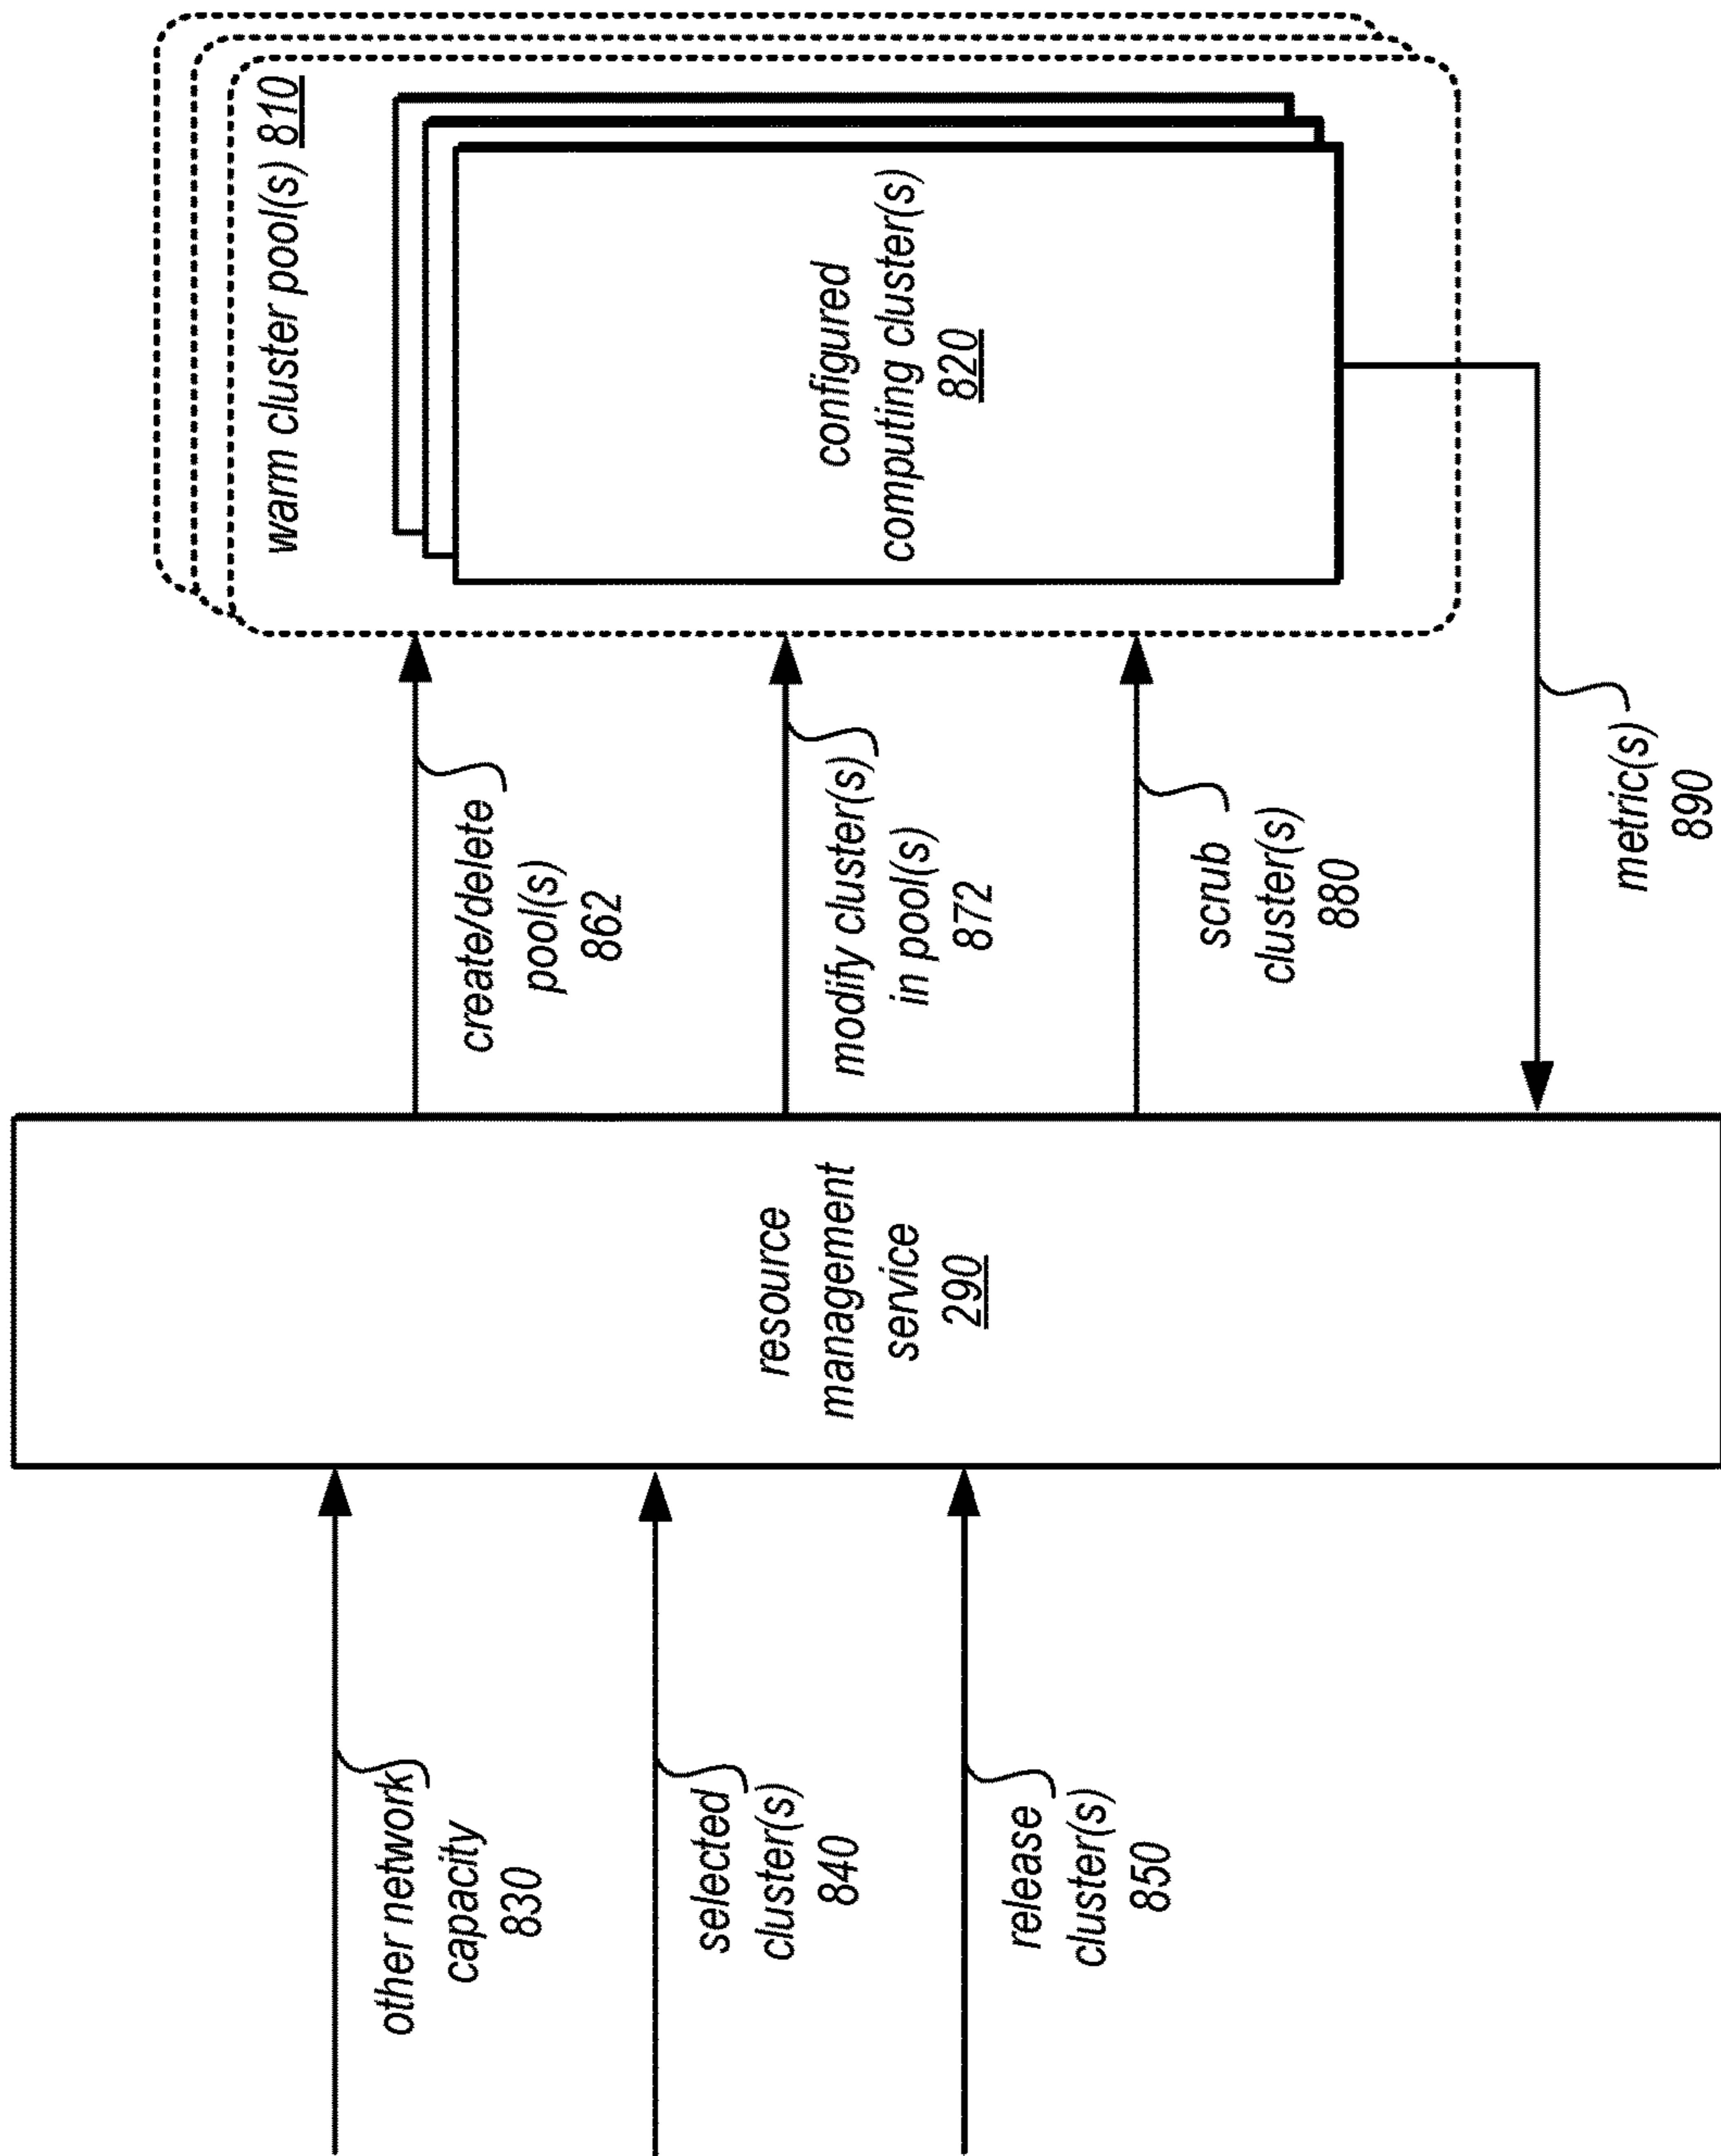 other network
capacity
830
selected
cluster(s)
840
release
cluster(s)
850
resource
management
service
290
create/delete
pool(s)
862
modify cluster(s)
in pool(s)
872
scrub
cluster(s)
880
metric(s)
890
warm cluster pool(s) 810
configured
computing cluster(s)
820